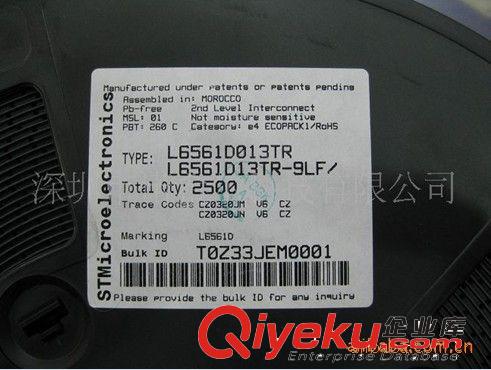 Manufactured under patents or patents pending
Assembled in: MOROCCO
Pb-free 2nd Level Interconnect
MSL: 01 Not moisture sensitive
PBT: 260 C Category: e4 ECOPACK1/RoHS
STMicroelectronics
TYPE: L6561D013TR
L6561D13TR-9LF/
Total Qty: 2500
Trace Codes CZ0320JM V6 CZ
CZ0320JN V6 CZ
Marking L6561D
Bulk ID T0Z33JEM0001
Please provide the bulk ID for any inquiry
深圳
有限公司
企业库
Qiyeku.com
Enterprise Database
alibaba.com.cn